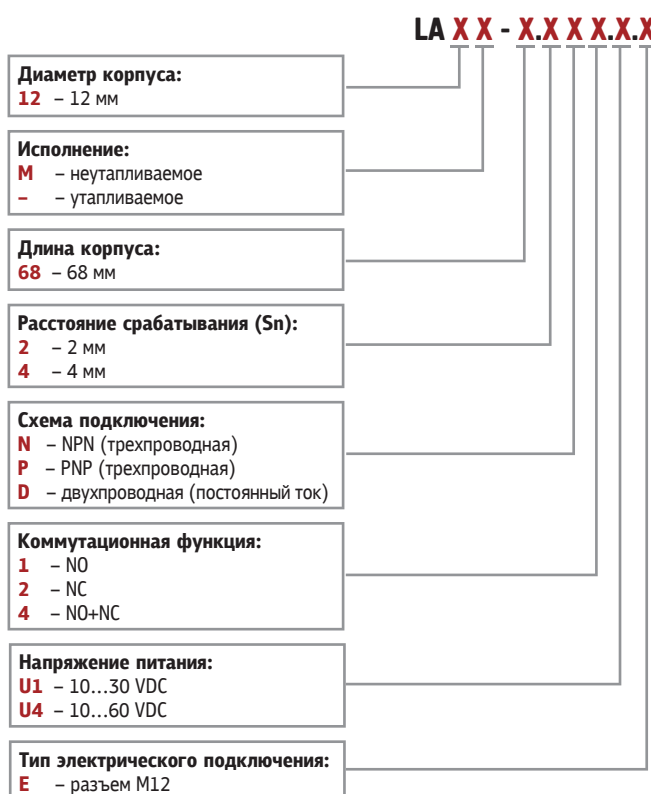 LA X X - X.X X X.X.X
Диаметр корпуса:
12 – 12 мм
Исполнение:
М – неутапливаемое
– – утапливаемое
Длина корпуса:
68 – 68 мм
Расстояние срабатывания (Sn):
2 – 2 мм
4 – 4 мм
Схема подключения:
N – NPN (трехпроводная)
P – PNP (трехпроводная)
D – двухпроводная (постоянный ток)
Коммутационная функция:
1 – NO
2 – NC
4 – NO+NC
Напряжение питания:
U1 – 10...30 VDC
U4 – 10...60 VDC
Тип электрического подключения:
E – разъем М12